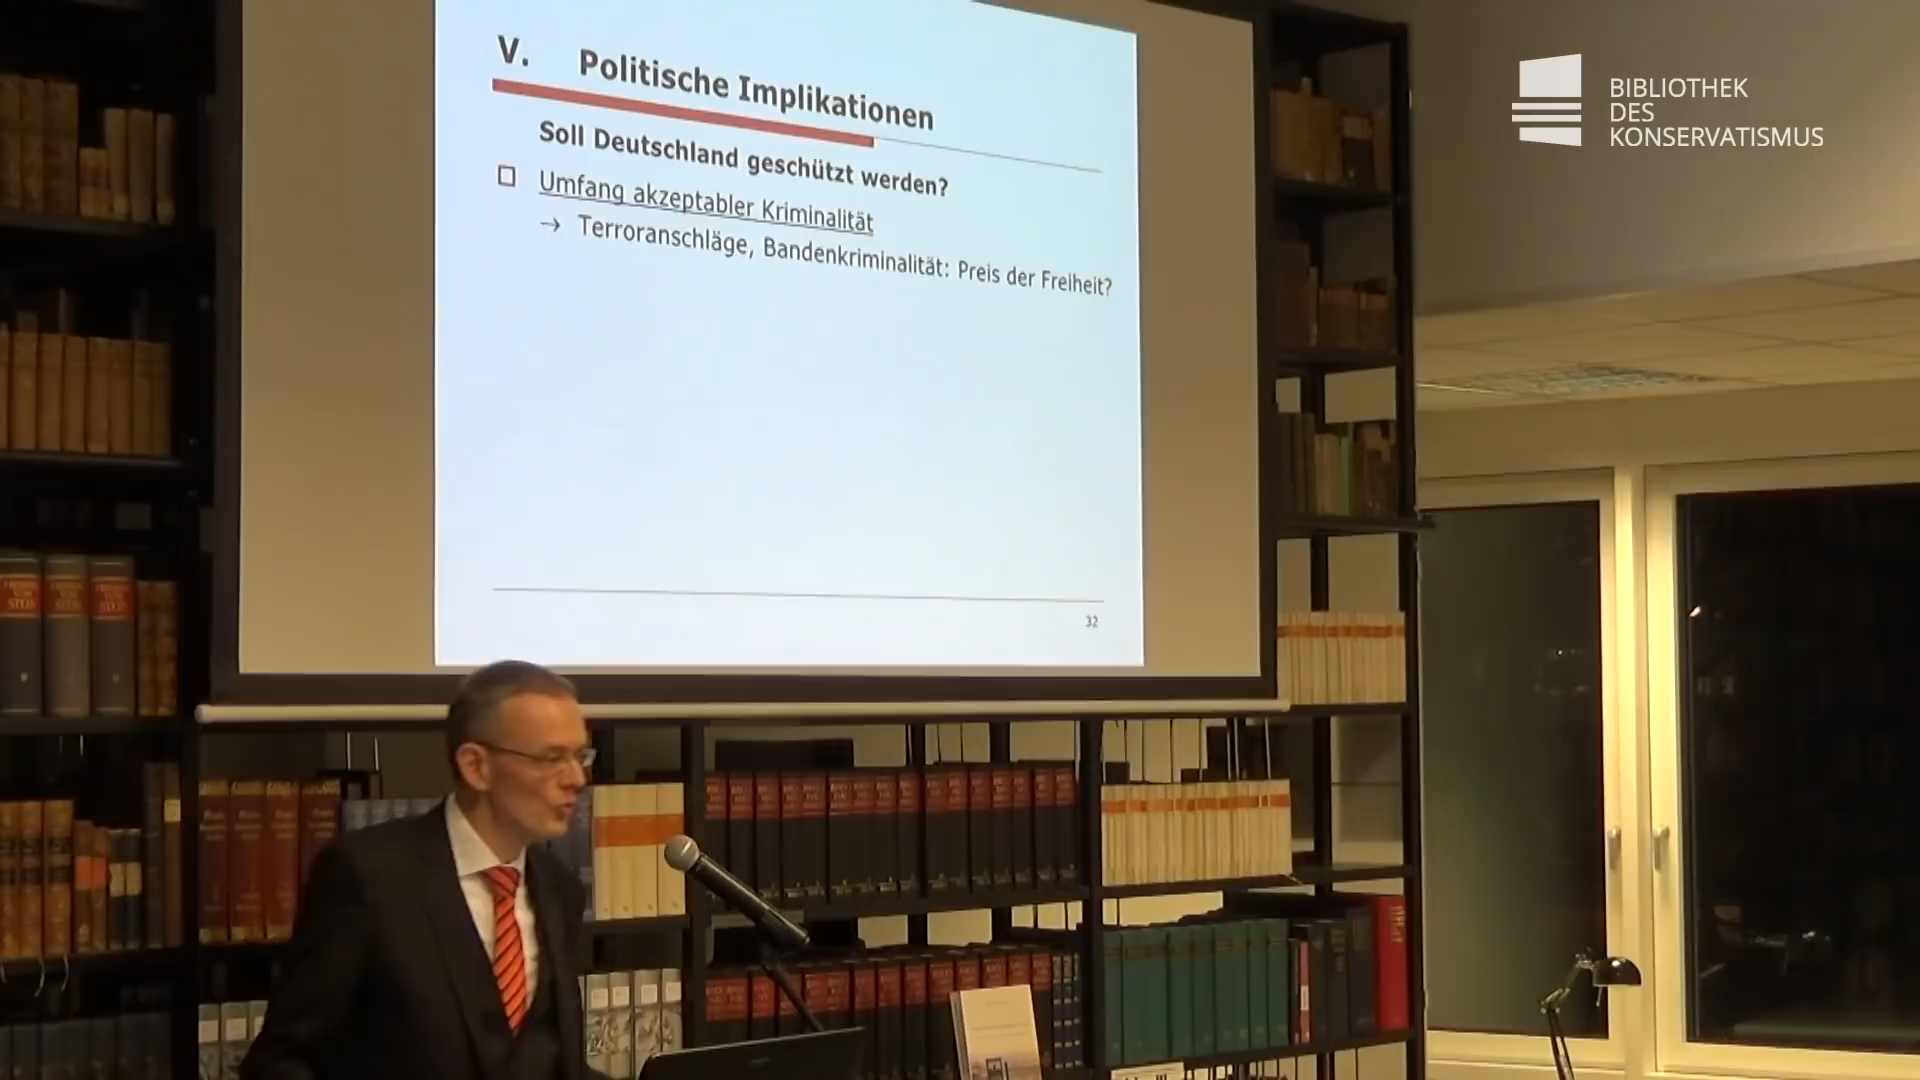 V. Politische Implikationen
Soll Deutschland geschützt werden?
Umfang akzeptabler Kriminalität
→ Terroranschläge, Bandenkriminalität: Preis der Freiheit?
32
BIBLIOTHEK
DES
KONSERVATISMUS